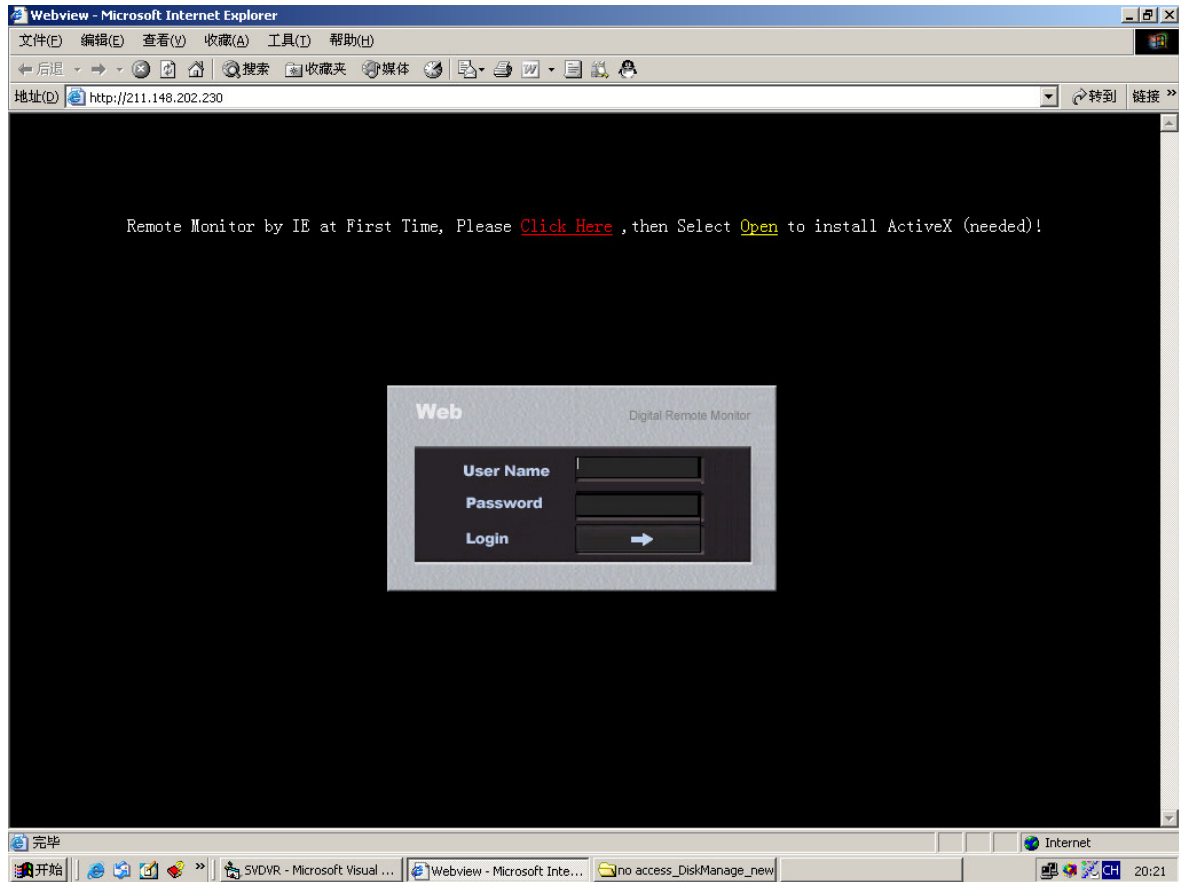 Webview - Microsoft Internet Explorer
文件(F) 编辑(E) 查看(V) 收藏(A) 工具(T) 帮助(H)
后退 搜索 收藏夹 媒体
地址(D) http://211.148.202.230 转到 链接 »
Remote Monitor by IE at First Time, Please Click Here ,then Select Open to install ActiveX (needed)!
Web Digital Remote Monitor
User Name
Password
Login
完毕 Internet
开始 » SVDVR - Microsoft Visual ... Webview - Microsoft Inte... no access_DiskManage_new CH 20:21